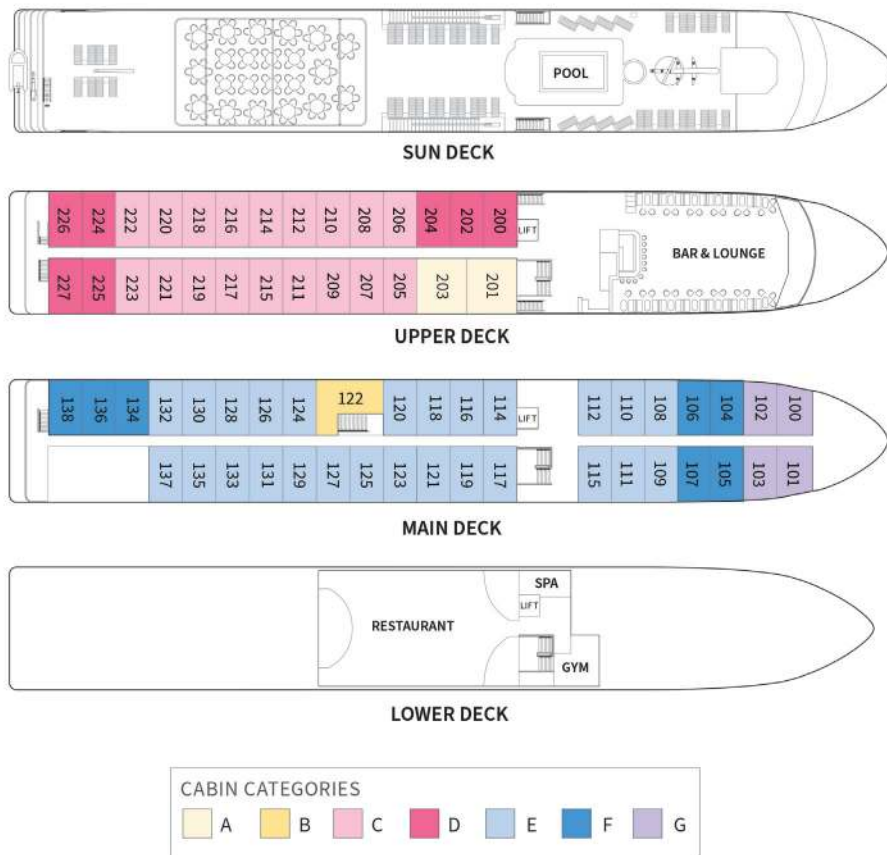 POOL
SUN DECK
226 224 222 220 218 216 214 212 210 208 206 204 202 200
LIFT
BAR & LOUNGE
227 225 223 221 219 217 215 211 209 207 205 203 201
UPPER DECK
138 136 134 132 130 128 126 124 122 120 118 116 114 112 110 108 106 104 102 100
LIFT
137 135 133 131 129 127 125 123 121 119 117 115 111 109 107 105 103 101
MAIN DECK
SPA
LIFT
RESTAURANT
GYM
LOWER DECK
CABIN CATEGORIES
A B C D E F G